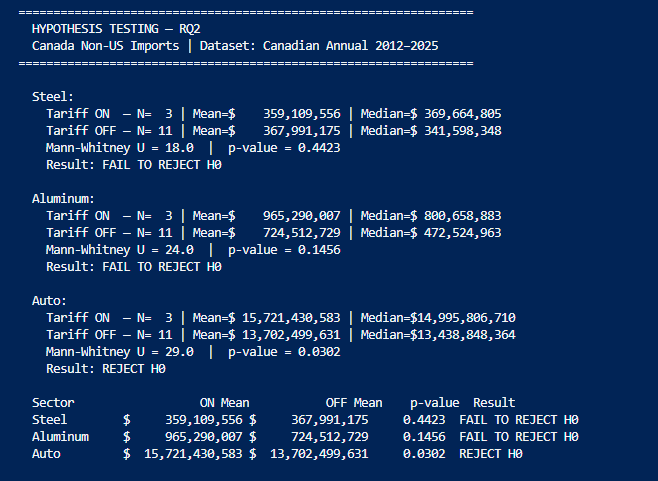 ==========================================================
HYPOTHESIS TESTING — RQ2
Canada Non-US Imports | Dataset: Canadian Annual 2012–2025
==========================================================
Steel:
Tariff ON  — N=  3 | Mean=$    359,109,556 | Median=$ 369,664,805
Tariff OFF — N= 11 | Mean=$    367,991,175 | Median=$ 341,598,348
Mann-Whitney U = 18.0  |  p-value = 0.4423
Result: FAIL TO REJECT H0
Aluminum:
Tariff ON  — N=  3 | Mean=$    965,290,007 | Median=$ 800,658,883
Tariff OFF — N= 11 | Mean=$    724,512,729 | Median=$ 472,524,963
Mann-Whitney U = 24.0  |  p-value = 0.1456
Result: FAIL TO REJECT H0
Auto:
Tariff ON  — N=  3 | Mean=$ 15,721,430,583 | Median=$14,995,806,710
Tariff OFF — N= 11 | Mean=$ 13,702,499,631 | Median=$13,438,848,364
Mann-Whitney U = 29.0  |  p-value = 0.0302
Result: REJECT H0
Sector                ON Mean          OFF Mean    p-value  Result
Steel       $     359,109,556 $     367,991,175     0.4423  FAIL TO REJECT H0
Aluminum    $     965,290,007 $     724,512,729     0.1456  FAIL TO REJECT H0
Auto        $  15,721,430,583 $  13,702,499,631     0.0302  REJECT H0